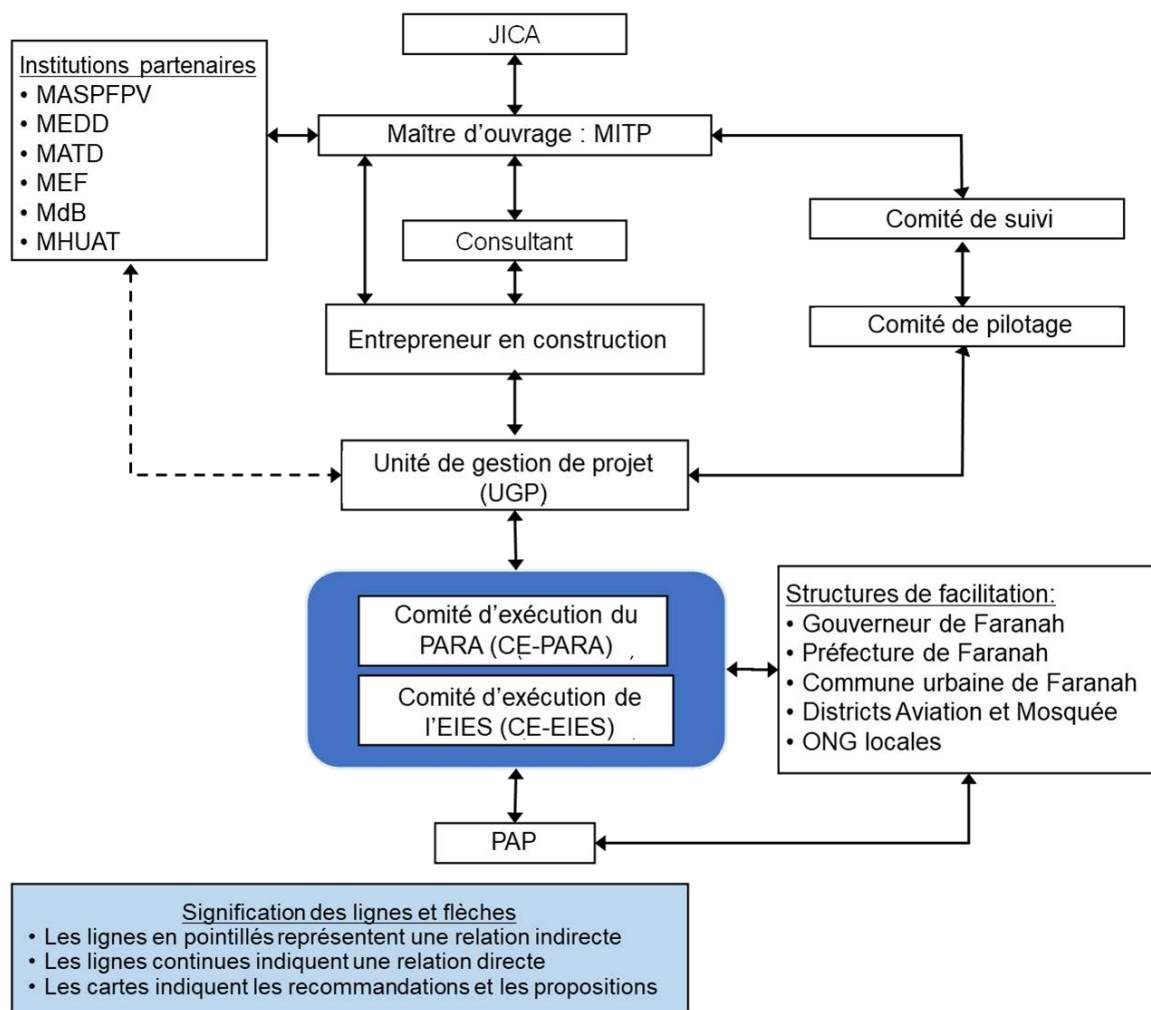 JICA
Institutions partenaires
• MASPFPV
• MEDD
• MATD
• MEF
• MdB
• MHUAT
Maître d'ouvrage : MITP
Consultant
Entrepreneur en construction
Comité de suivi
Comité de pilotage
Unité de gestion de projet
(UGP)
Comité d'exécution du
PARA (CE-PARA)
Comité d'exécution de
l'EIES (CE-EIES)
Structures de facilitation:
• Gouverneur de Faranah
• Préfecture de Faranah
• Commune urbaine de Faranah
• Districts Aviation et Mosquée
• ONG locales
PAP
Signification des lignes et flèches
• Les lignes en pointillés représentent une relation indirecte
• Les lignes continues indiquent une relation directe
• Les cartes indiquent les recommandations et les propositions